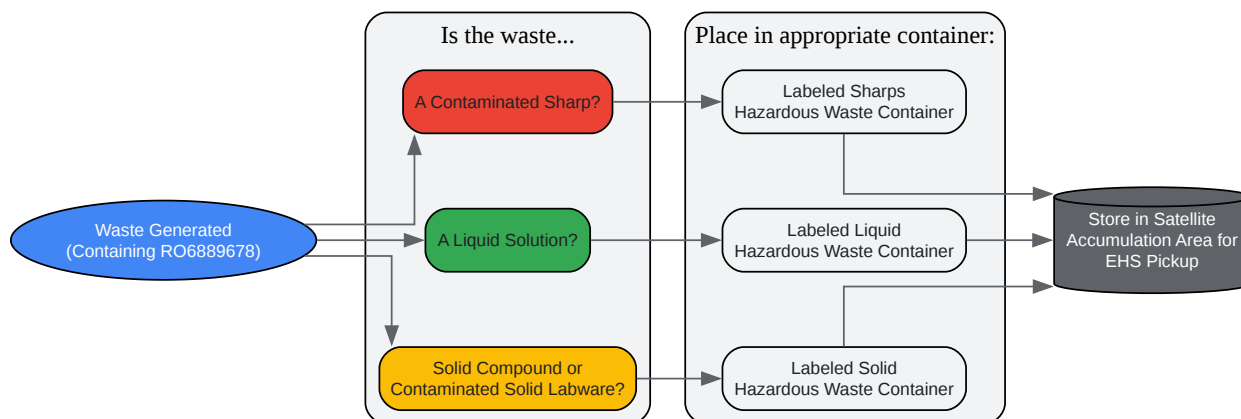 Is the waste...
Place in appropriate container:
A Contaminated Sharp?
Labeled Sharps
Hazardous Waste Container
Waste Generated
(Containing RO6889678)
A Liquid Solution?
Labeled Liquid
Hazardous Waste Container
Store in Satellite
Accumulation Area for
EHS Pickup
Solid Compound or
Contaminated Solid Labware?
Labeled Solid
Hazardous Waste Container